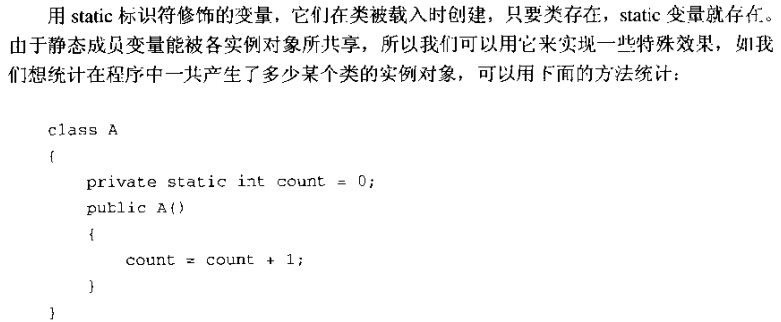 用 static 标识符修饰的变量，它们在类被载入时创建，只要类存在，static 变量就存在。
由于静态成员变量能被各实例对象所共享，所以我们可以用它来实现一些特殊效果，如我
们想统计在程序中一共产生了多少某个类的实例对象，可以用下面的方法统计：
class A
{
private static int count = 0;
public A()
{
count = count + 1;
}
}